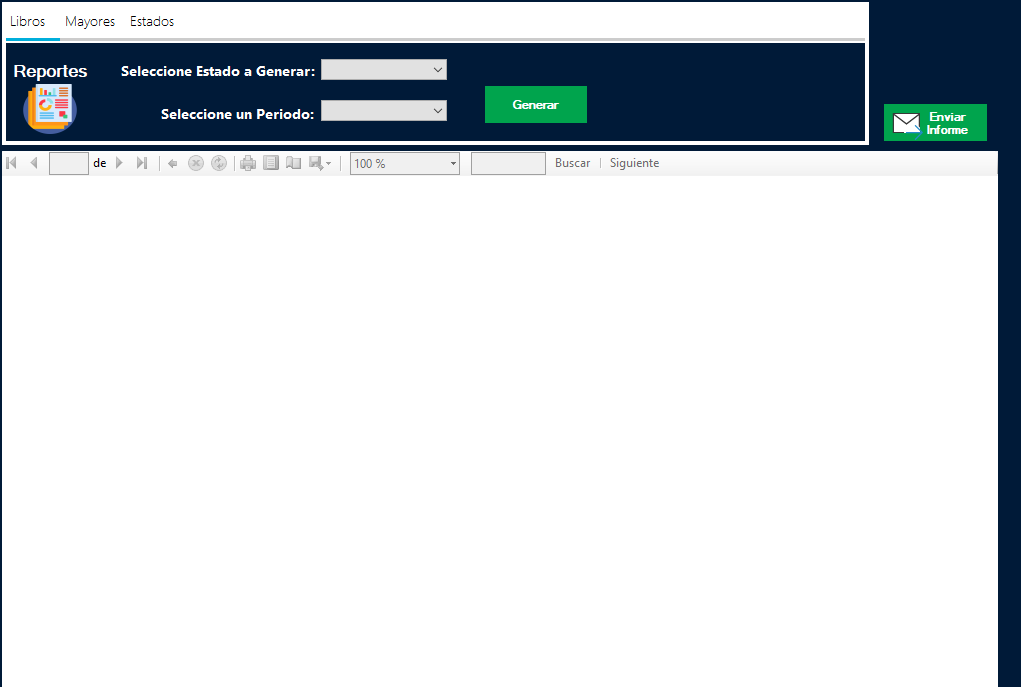 Libros Mayores Estados
Reportes
Seleccione Estado a Generar:
Seleccione un Periodo:
Generar
Enviar
Informe
de
100 %
Buscar
Siguiente